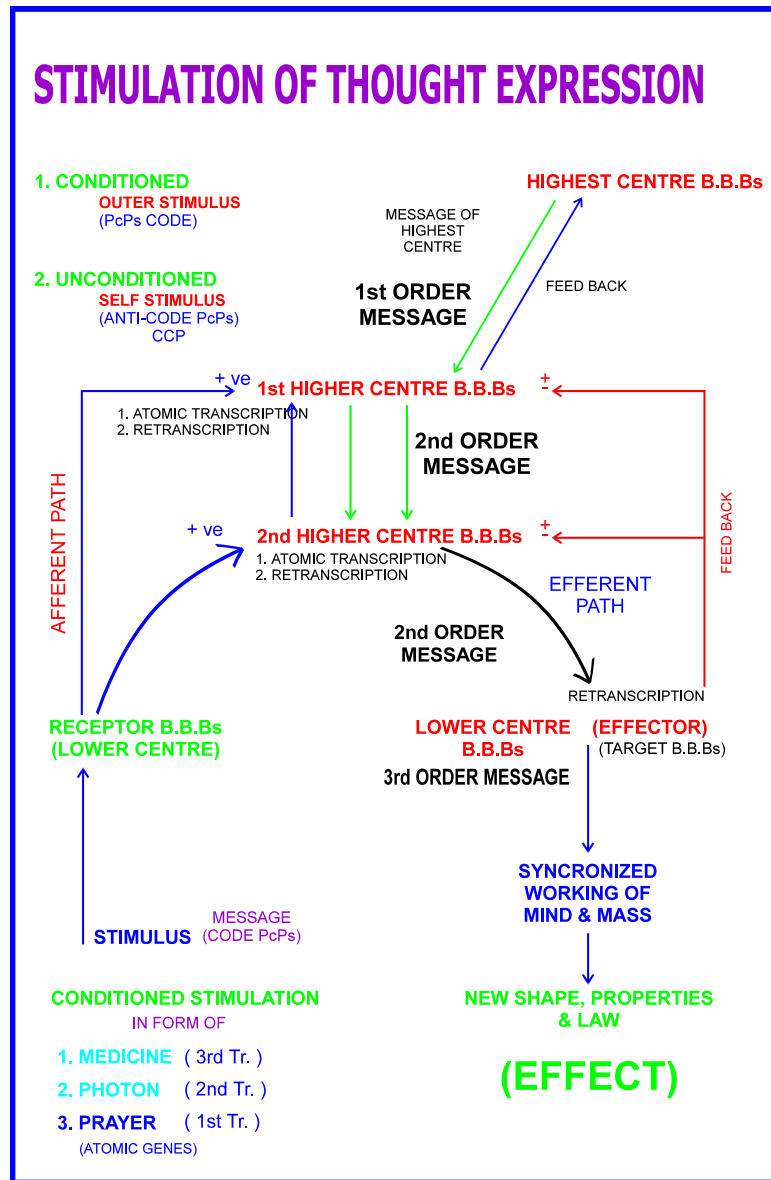 STIMULATION OF THOUGHT EXPRESSION
1. CONDITIONED
OUTER STIMULUS
(PcPs CODE)
2. UNCONDITIONED
SELF STIMULUS
(ANTI-CODE PcPs)
CCP
HIGHEST CENTRE B.B.Bs
MESSAGE OF
HIGHEST
CENTRE
1st ORDER
MESSAGE
FEED BACK
+ ve
1st HIGHER CENTRE B.B.Bs
+
-
1. ATOMIC TRANSCRIPTION
2. RETRANSCRIPTION
2nd ORDER
MESSAGE
AFFERENT PATH
+ ve
2nd HIGHER CENTRE B.B.Bs
+
-
1. ATOMIC TRANSCRIPTION
2. RETRANSCRIPTION
FEED BACK
EFFERENT
PATH
2nd ORDER
MESSAGE
RETRANSCRIPTION
RECEPTOR B.B.Bs
(LOWER CENTRE)
LOWER CENTRE
B.B.Bs
(EFFECTOR)
(TARGET B.B.Bs)
3rd ORDER MESSAGE
SYNCRONIZED
WORKING OF
MIND & MASS
STIMULUS
MESSAGE
(CODE PcPs)
CONDITIONED STIMULATION
IN FORM OF
1. MEDICINE ( 3rd Tr. )
2. PHOTON ( 2nd Tr. )
3. PRAYER ( 1st Tr. )
(ATOMIC GENES)
NEW SHAPE, PROPERTIES
& LAW
(EFFECT)